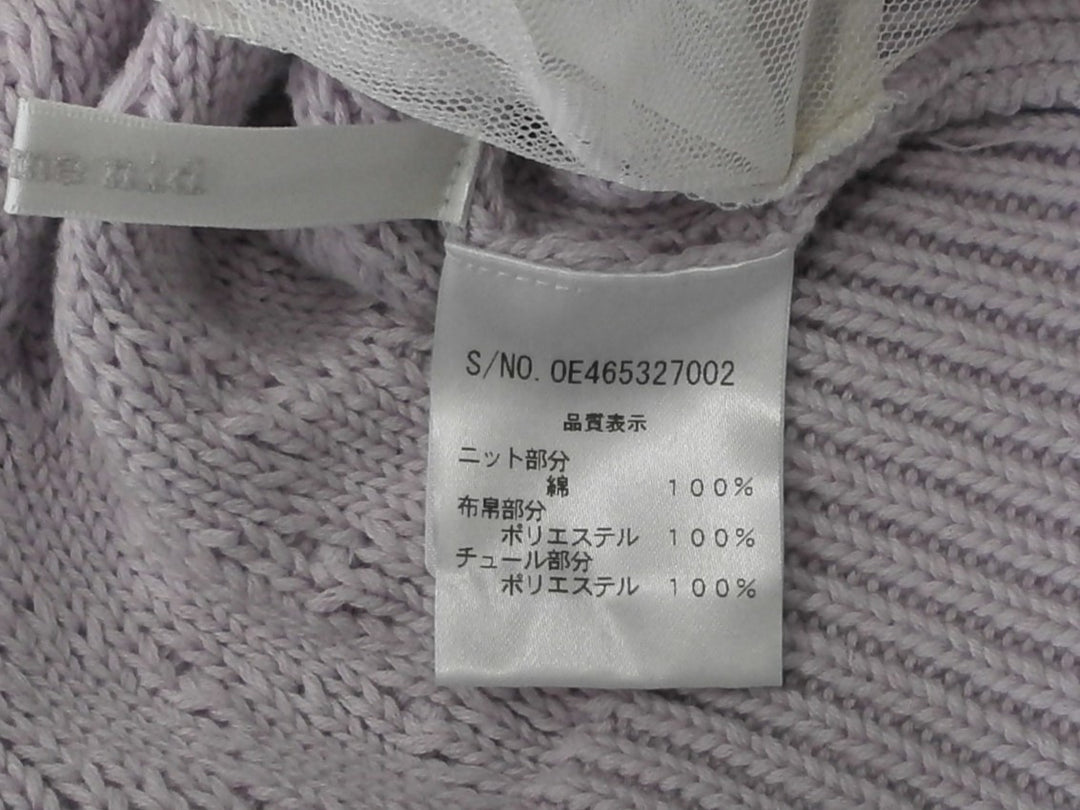 S/NO. 0E465327002
品質表示
ニット部分
綿 100%
布帛部分
ポリエステル 100%
チュール部分
ポリエステル 100%